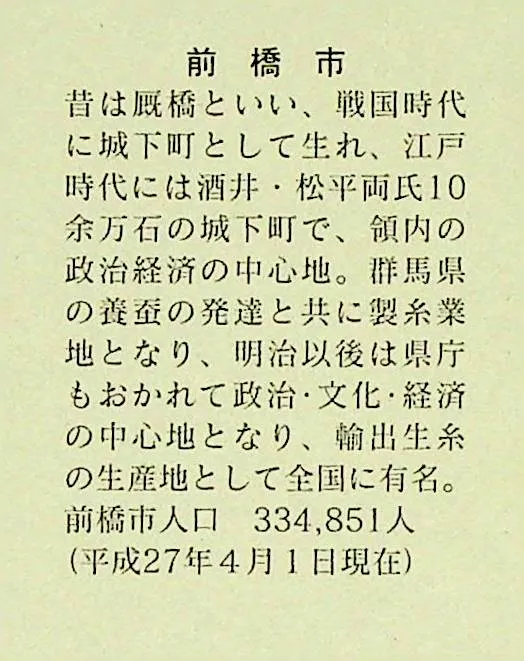 前橋市
昔は厩橋といい、戦国時代
に城下町として生れ、江戸
時代には酒井・松平両氏10
余万石の城下町で、領内の
政治経済の中心地。群馬県
の養蚕の発達と共に製糸業
地となり、明治以後は県庁
もおかれて政治・文化・経済
の中心地となり、輸出生糸
の生産地として全国に有名。
前橋市人口　334,851人
(平成27年４月１日現在)